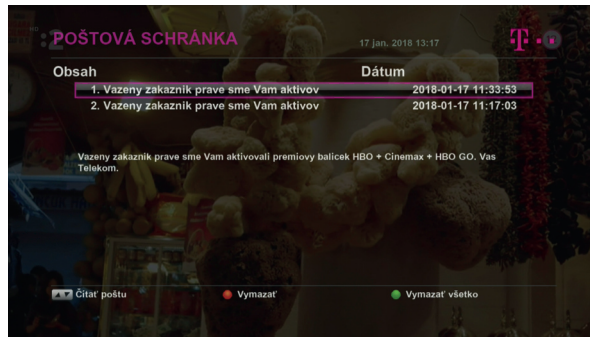 POŠTOVÁ SCHRÁNKA
17 jan. 2018 13:17
T
Obsah Dátum
1. Vazeny zakaznik prave sme Vam aktivov 2018-01-17 11:33:53
2. Vazeny zakaznik prave sme Vam aktivov 2018-01-17 11:17:03
Vazeny zakaznik prave sme Vam aktivovali premiovy balicek HBO + Cinemax + HBO GO. Vas
Telekom.
Čítať poštu Vymazať Vymazať všetko